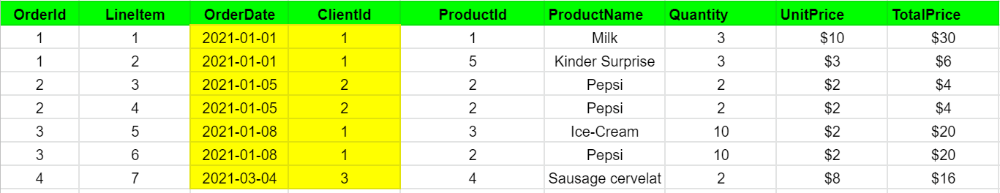 OrderId LineItem OrderDate ClientId ProductId ProductName Quantity UnitPrice TotalPrice
1 1 2021-01-01 1 1 Milk 3 $10 $30
1 2 2021-01-01 1 5 Kinder Surprise 3 $3 $6
2 3 2021-01-05 2 2 Pepsi 2 $2 $4
2 4 2021-01-05 2 2 Pepsi 2 $2 $4
3 5 2021-01-08 1 3 Ice-Cream 10 $2 $20
3 6 2021-01-08 1 2 Pepsi 10 $2 $20
4 7 2021-03-04 3 4 Sausage cervelat 2 $8 $16